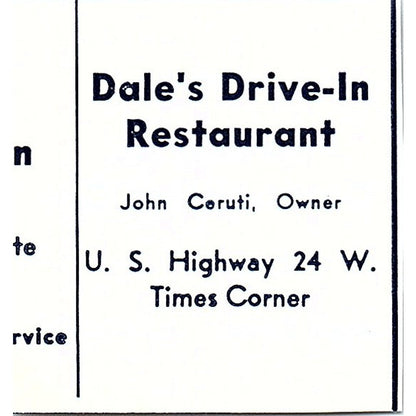 Dale's Drive-In
Restaurant
John Ceruti, Owner
U. S. Highway 24 W.
Times Corner
n
te
rvice